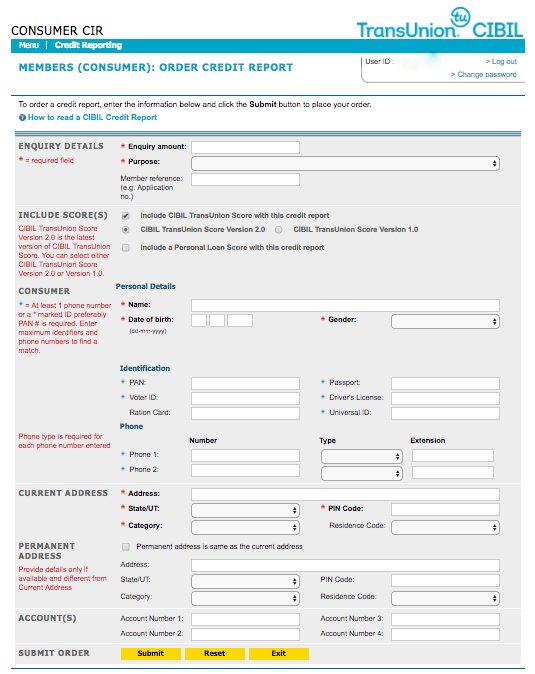 CONSUMER CIR
tu
TransUnion. CIBIL
Menu | Credit Reporting
MEMBERS (CONSUMER): ORDER CREDIT REPORT
User ID :
> Log out
> Change password
To order a credit report, enter the information below and click the Submit button to place your order.
? How to read a CIBIL Credit Report
ENQUIRY DETAILS
* = required field
* Enquiry amount:
* Purpose:
Member reference:
(e.g. Application
no.)
INCLUDE SCORE(S)
CIBIL TransUnion Score
Version 2.0 is the latest
version of CIBIL TransUnion
Score. You can select either
CIBIL TransUnion Score
Version 2.0 or Version 1.0.
Include CIBIL TransUnion Score with this credit report
CIBIL TransUnion Score Version 2.0
CIBIL TransUnion Score Version 1.0
Include a Personal Loan Score with this credit report
CONSUMER
* = At least 1 phone number
or a * marked ID preferably
PAN # is required. Enter
maximum identifiers and
phone numbers to find a
match.
Personal Details
* Name:
* Date of birth:
(dd-mm-yyyy)
* Gender:
Identification
* PAN:
* Passport:
* Voter ID:
* Driver's License:
Ration Card:
* Universal ID:
Phone
Phone type is required for
each phone number entered
Number
Type
Extension
* Phone 1:
* Phone 2:
CURRENT ADDRESS
* Address:
* State/UT:
* PIN Code:
* Category:
Residence Code:
PERMANENT
ADDRESS
Provide details only if
available and different from
Current Address
Permanent address is same as the current address
Address:
State/UT:
PIN Code:
Category:
Residence Code:
ACCOUNT(S)
Account Number 1:
Account Number 3:
Account Number 2:
Account Number 4:
SUBMIT ORDER
Submit
Reset
Exit